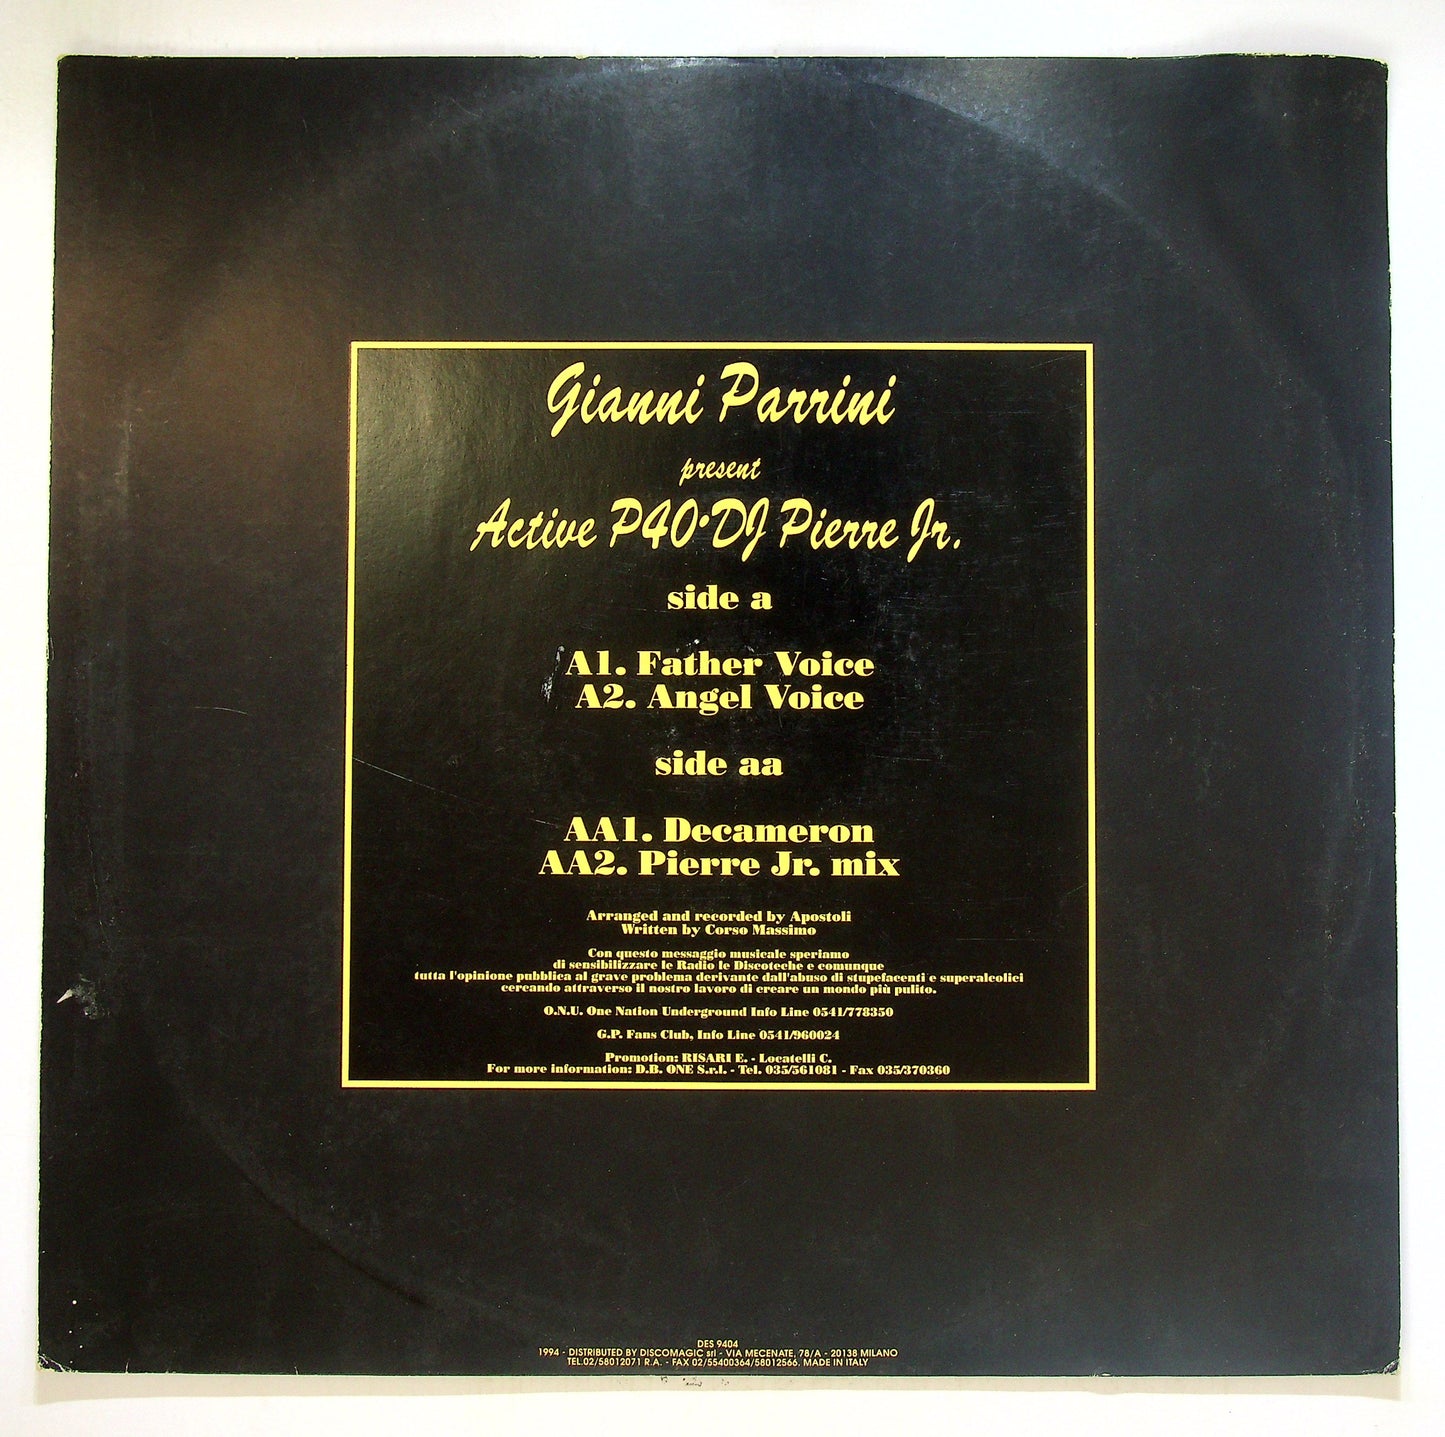 Gianni Parrini
present
Active P40·DJ Pierre Jr.
side a
A1. Father Voice
A2. Angel Voice
side aa
AA1. Decameron
AA2. Pierre Jr. mix
Arranged and recorded by Apostoli
Written by Corso Massimo
Con questo messaggio musicale speriamo
di sensibilizzare le Radio le Discoteche e comunque
tutta l'opinione pubblica al grave problema derivante dall'abuso di stupefacenti e superalcolici
cercando attraverso il nostro lavoro di creare un mondo più pulito.
O.N.U. One Nation Underground Info Line 0541/778350
G.P. Fans Club, Info Line 0541/960024
Promotion: RISARI E. - Locatelli C.
For more information: D.B. ONE S.r.l. - Tel. 035/561081 - Fax 035/370360
DES 9404
1994 - DISTRIBUTED BY DISCOMAGIC srl - VIA MECENATE, 78/A - 20138 MILANO
TEL.02/58012071 R.A. - FAX 02/55400364/58012566. MADE IN ITALY